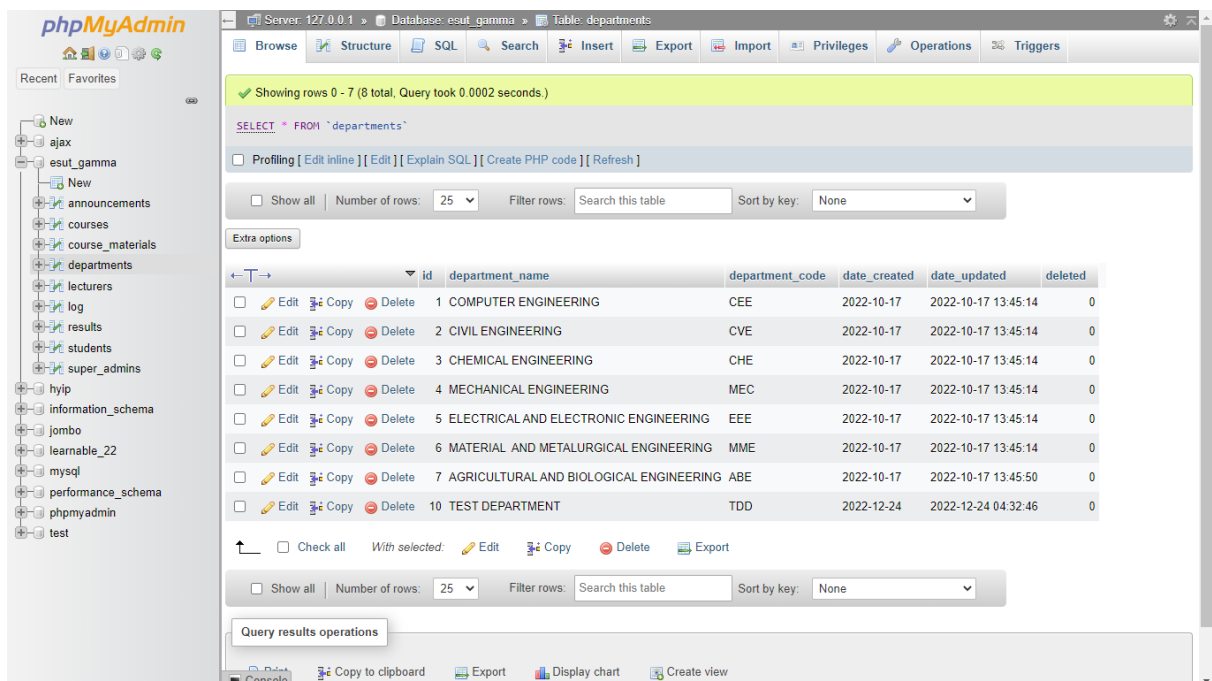 phpMyAdmin
Recent Favorites
New
ajax
esut_gamma
New
announcements
courses
course_materials
departments
lecturers
log
results
students
super_admins
hyip
information_schema
jombo
learnable_22
mysql
performance_schema
phpmyadmin
test
Server: 127.0.0.1 » Database: esut_gamma » Table: departments
Browse Structure SQL Search Insert Export Import Privileges Operations Triggers
Showing rows 0 - 7 (8 total, Query took 0.0002 seconds.)
SELECT * FROM `departments`
Profiling [ Edit inline ] [ Edit ] [ Explain SQL ] [ Create PHP code ] [ Refresh ]
Show all | Number of rows: 25 Filter rows: Search this table Sort by key: None
Extra options
←T→ id department_name department_code date_created date_updated deleted
Edit Copy Delete 1 COMPUTER ENGINEERING CEE 2022-10-17 2022-10-17 13:45:14 0
Edit Copy Delete 2 CIVIL ENGINEERING CVE 2022-10-17 2022-10-17 13:45:14 0
Edit Copy Delete 3 CHEMICAL ENGINEERING CHE 2022-10-17 2022-10-17 13:45:14 0
Edit Copy Delete 4 MECHANICAL ENGINEERING MEC 2022-10-17 2022-10-17 13:45:14 0
Edit Copy Delete 5 ELECTRICAL AND ELECTRONIC ENGINEERING EEE 2022-10-17 2022-10-17 13:45:14 0
Edit Copy Delete 6 MATERIAL AND METALURGICAL ENGINEERING MME 2022-10-17 2022-10-17 13:45:14 0
Edit Copy Delete 7 AGRICULTURAL AND BIOLOGICAL ENGINEERING ABE 2022-10-17 2022-10-17 13:45:50 0
Edit Copy Delete 10 TEST DEPARTMENT TDD 2022-12-24 2022-12-24 04:32:46 0
Check all With selected: Edit Copy Delete Export
Show all | Number of rows: 25 Filter rows: Search this table Sort by key: None
Query results operations
Print Copy to clipboard Export Display chart Create view
Console